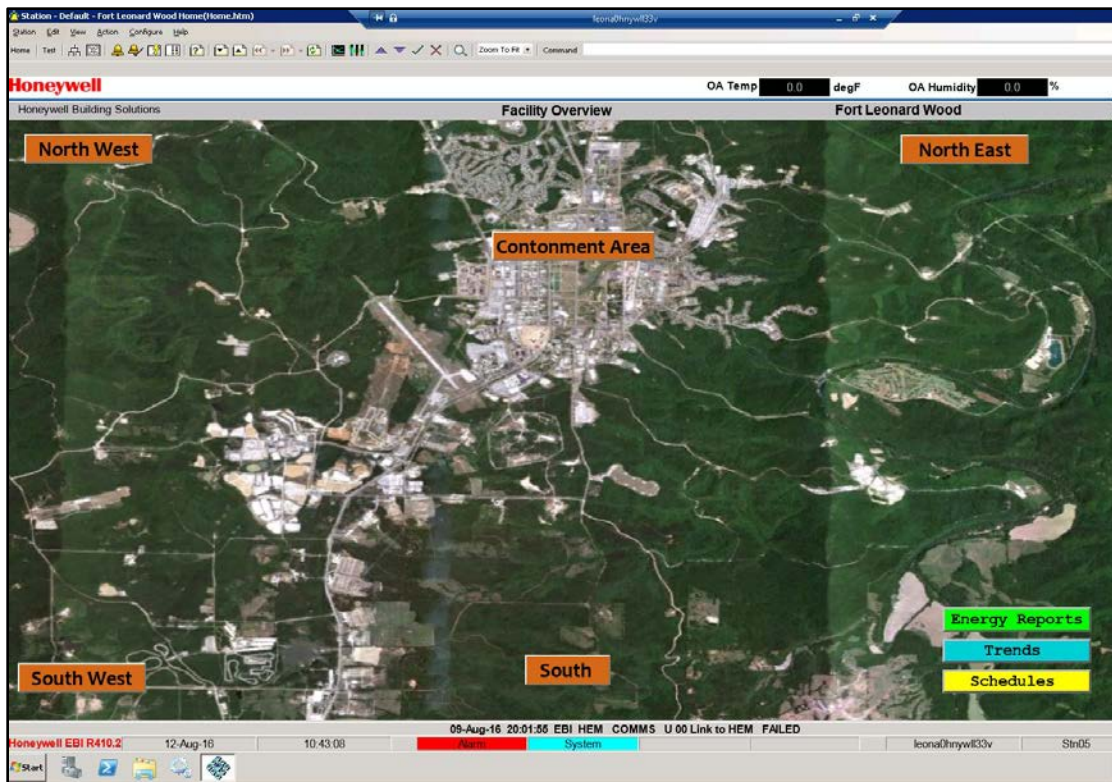 Station - Default - Fort Leonard Wood Home(Home.htm)
leona0hnywll33v
Station Edit View Action Configure Help
Home Test Zoom To Fit Command
Honeywell
OA Temp 0.0 degF OA Humidity 0.0 %
Honeywell Building Solutions Facility Overview Fort Leonard Wood
North West
North East
Contonment Area
Energy Reports
Trends
South West
South
Schedules
09-Aug-16 20:01:55 EBI HEM COMMS U 00 Link to HEM FAILED
Honeywell EBI R410.2 12-Aug-16 10:43:08 Alarm System leona0hnywll33v Stn05
Start